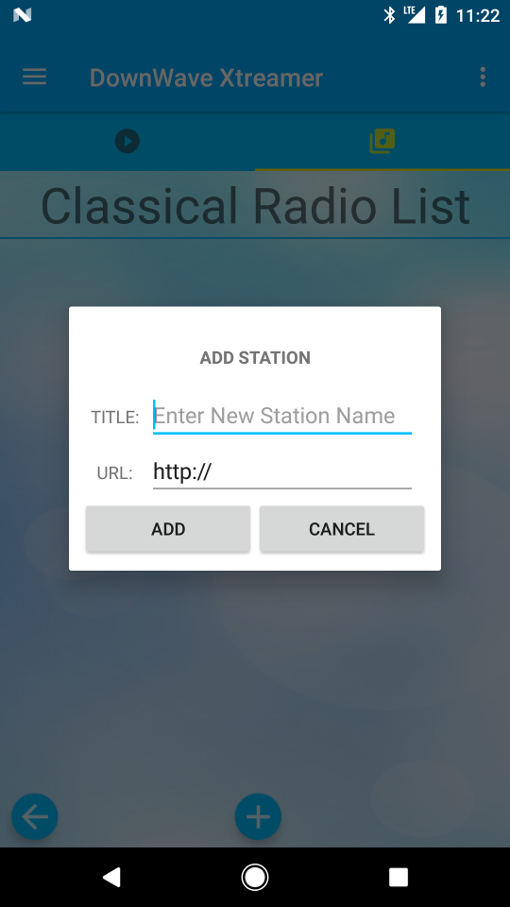 LTE 11:22
DownWave Xtreamer
Classical Radio List
ADD STATION
TITLE: Enter New Station Name
URL: http://
ADD CANCEL